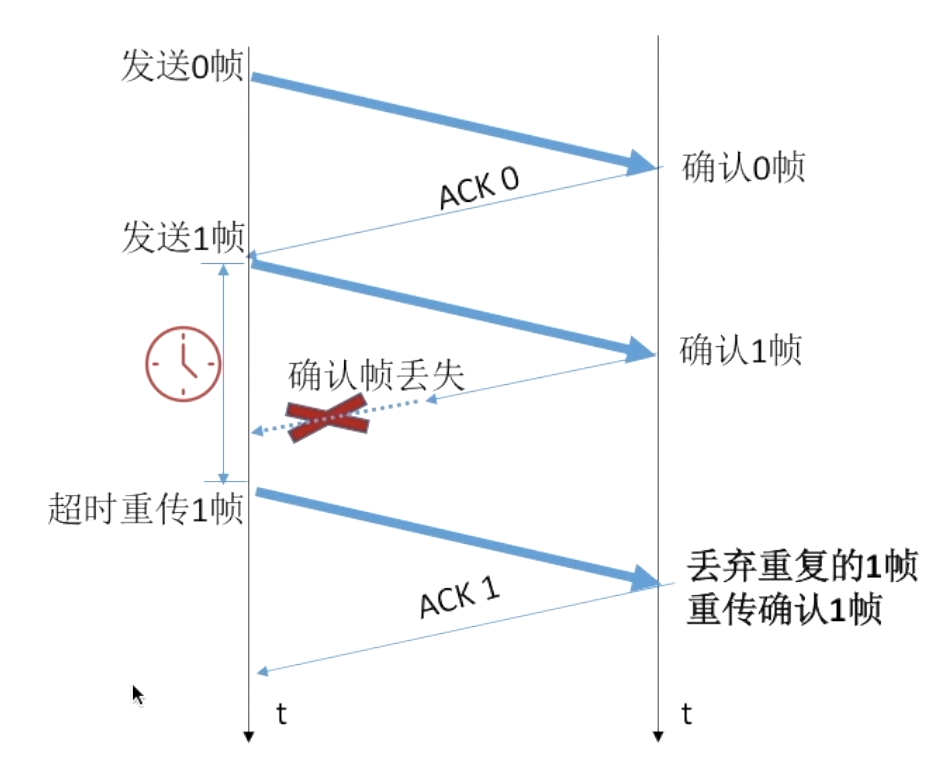 发送0帧
确认0帧
ACK 0
发送1帧
确认1帧
确认帧丢失
超时重传1帧
丢弃重复的1帧
重传确认1帧
ACK 1
t
t